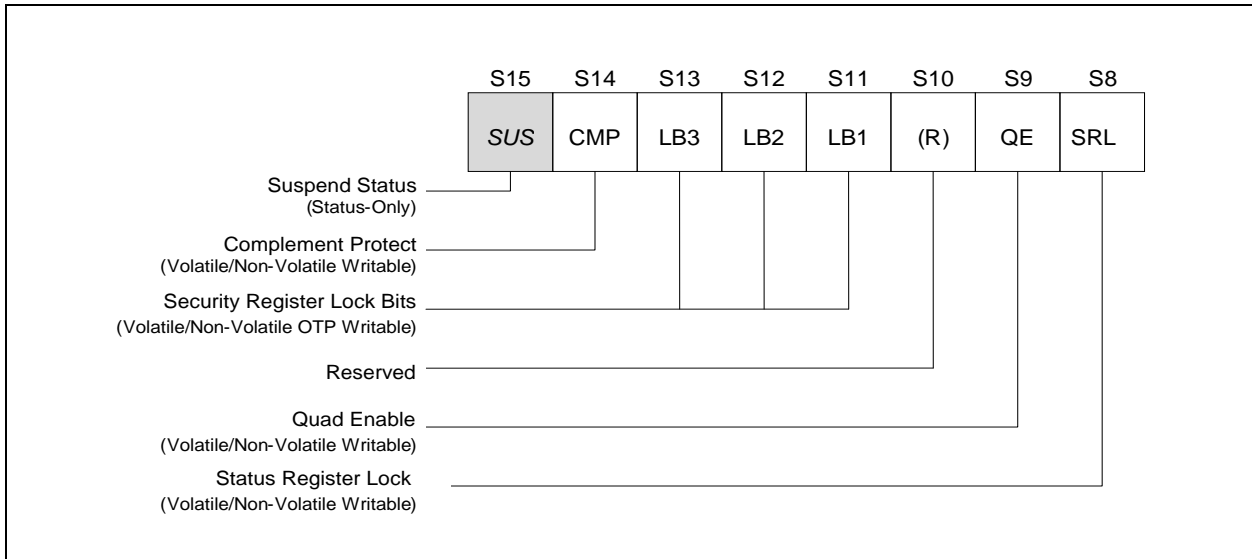 S15 S14 S13 S12 S11 S10 S9 S8
SUS CMP LB3 LB2 LB1 (R) QE SRL
Suspend Status
(Status-Only)
Complement Protect
(Volatile/Non-Volatile Writable)
Security Register Lock Bits
(Volatile/Non-Volatile OTP Writable)
Reserved
Quad Enable
(Volatile/Non-Volatile Writable)
Status Register Lock
(Volatile/Non-Volatile Writable)